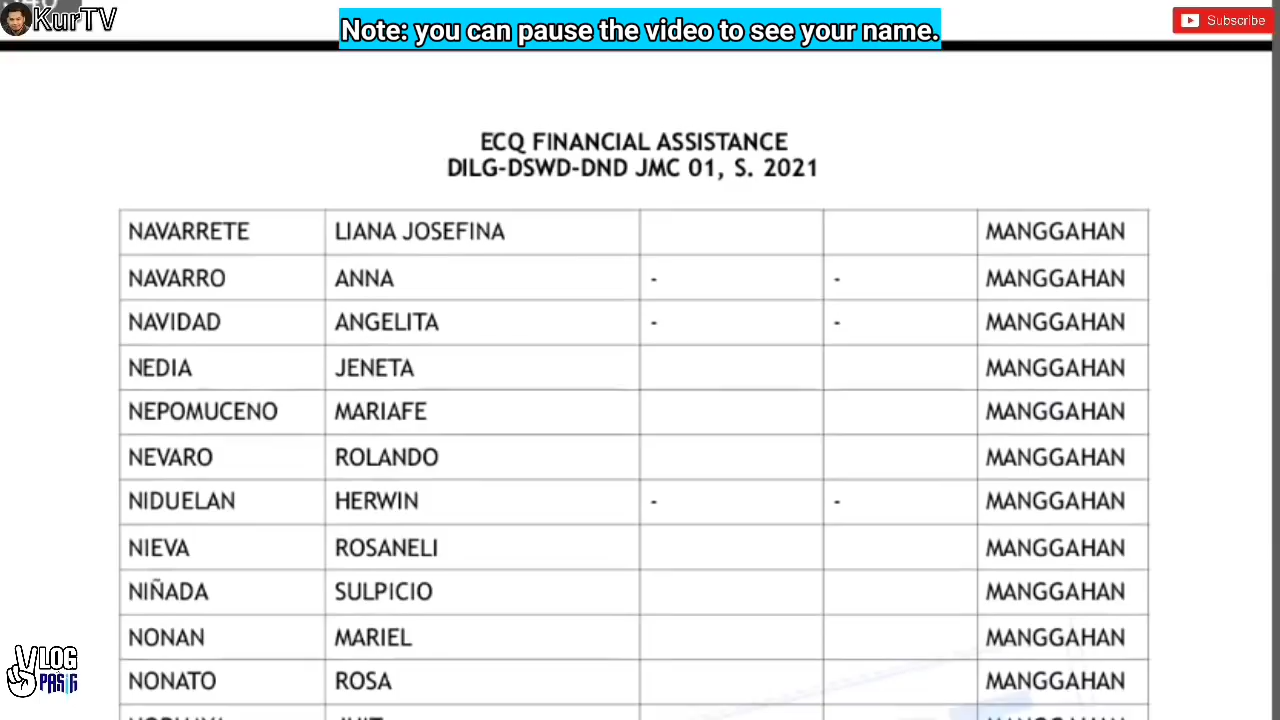 KurTV
Note: you can pause the video to see your name.
Subscribe
ECQ FINANCIAL ASSISTANCE
DILG-DSWD-DND JMC 01, S. 2021
NAVARRETE LIANA JOSEFINA MANGGAHAN
NAVARRO ANNA - - MANGGAHAN
NAVIDAD ANGELITA - - MANGGAHAN
NEDIA JENETA MANGGAHAN
NEPOMUCENO MARIAFE MANGGAHAN
NEVARO ROLANDO MANGGAHAN
NIDUELAN HERWIN - - MANGGAHAN
NIEVA ROSANELI MANGGAHAN
NIÑADA SULPICIO MANGGAHAN
NONAN MARIEL MANGGAHAN
NONATO ROSA MANGGAHAN
VLOG
PASIG